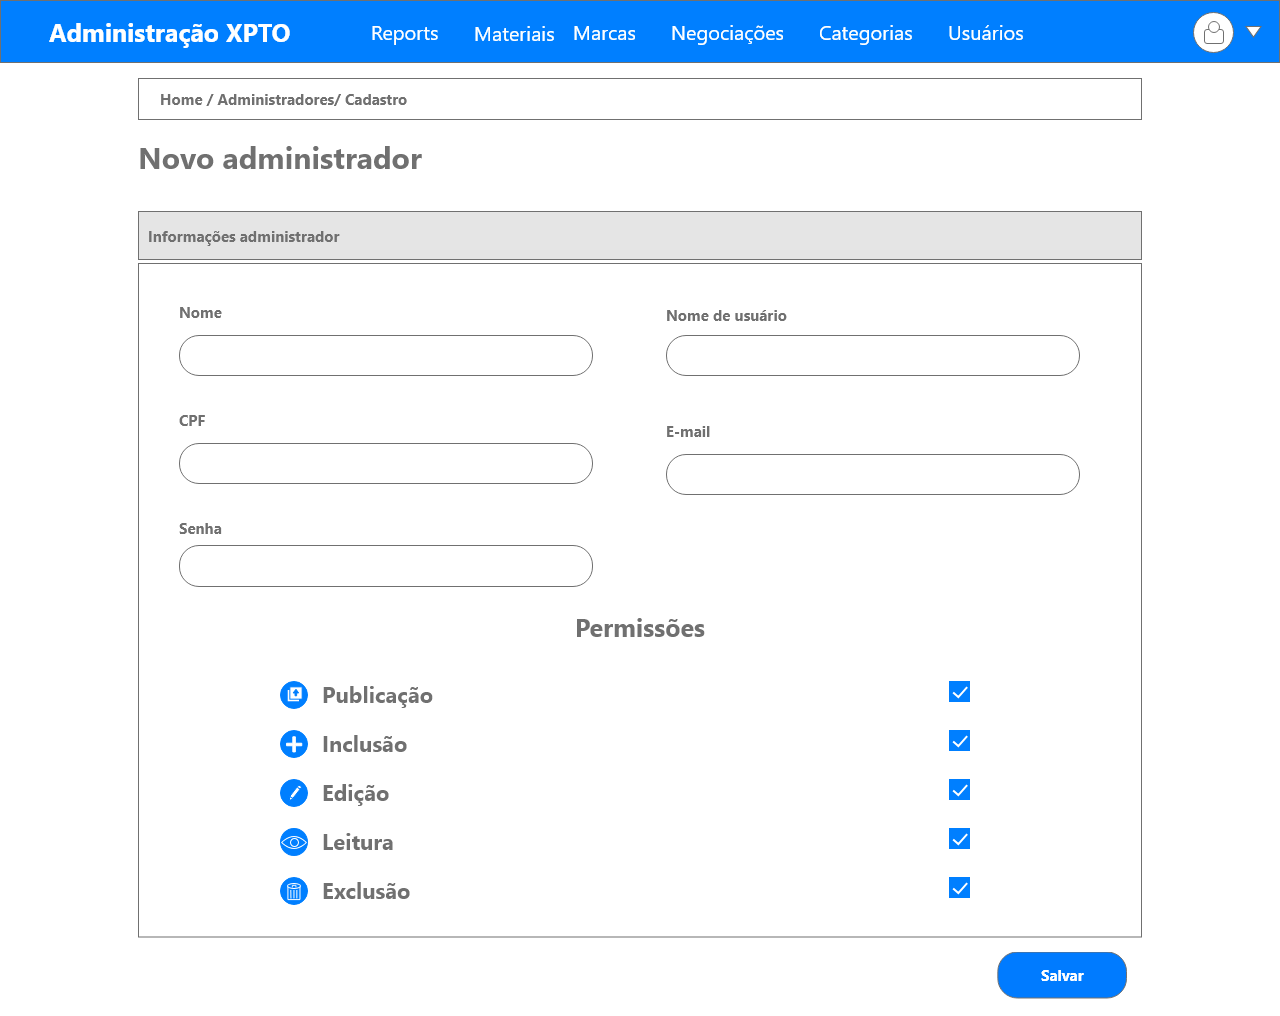 Administração XPTO Reports Materiais Marcas Negociações Categorias Usuários
Home / Administradores/ Cadastro
Novo administrador
Informações administrador
Nome
Nome de usuário
CPF
E-mail
Senha
Permissões
Publicação
Inclusão
Edição
Leitura
Exclusão
Salvar